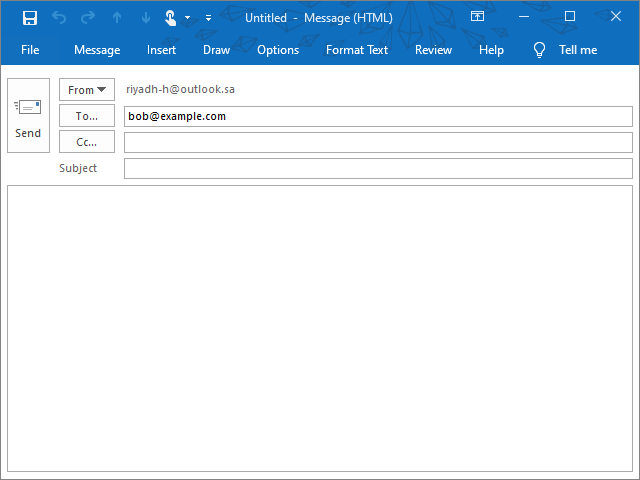 Untitled - Message (HTML)
File Message Insert Draw Options Format Text Review Help Tell me
From riyadh-h@outlook.sa
To... bob@example.com
Cc...
Send
Subject